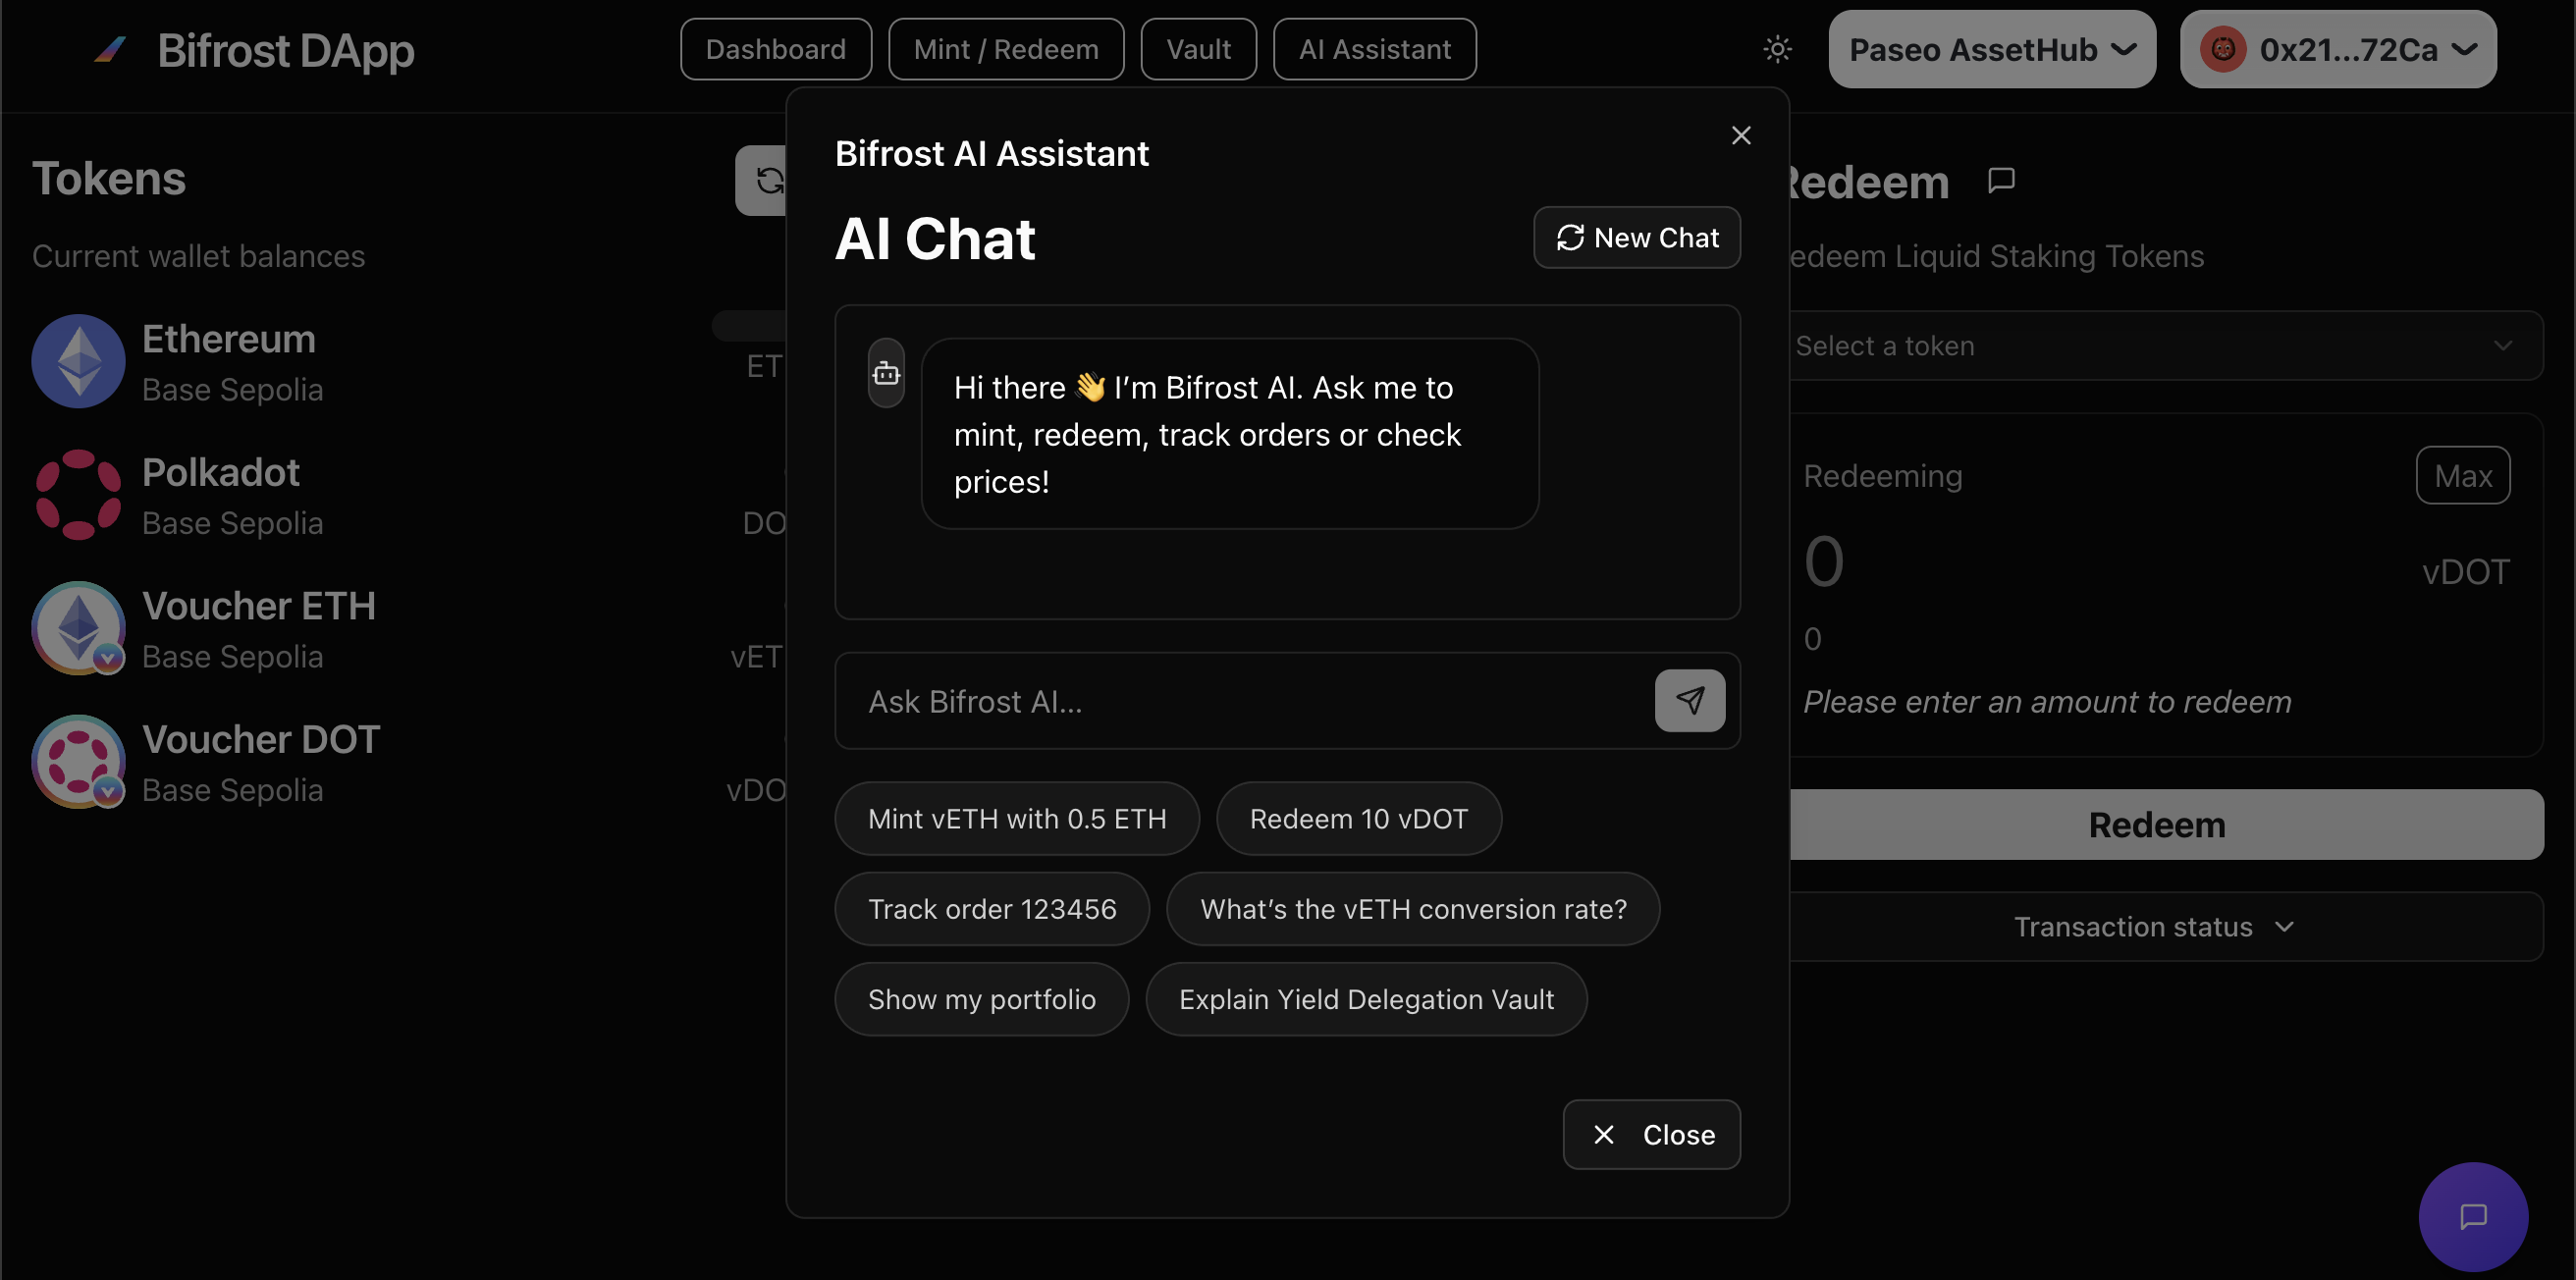 Bifrost DApp
Dashboard
Mint / Redeem
Vault
AI Assistant
Paseo AssetHub
0x21...72Ca
Tokens
Current wallet balances
Ethereum
Base Sepolia
ET
Polkadot
Base Sepolia
DO
Voucher ETH
Base Sepolia
vET
Voucher DOT
Base Sepolia
vDO
Bifrost AI Assistant
AI Chat
New Chat
Hi there 👋 I’m Bifrost AI. Ask me to
mint, redeem, track orders or check
prices!
Ask Bifrost AI...
Mint vETH with 0.5 ETH
Redeem 10 vDOT
Track order 123456
What’s the vETH conversion rate?
Show my portfolio
Explain Yield Delegation Vault
Close
Redeem
edeem Liquid Staking Tokens
Select a token
Redeeming
Max
0
vDOT
0
Please enter an amount to redeem
Redeem
Transaction status